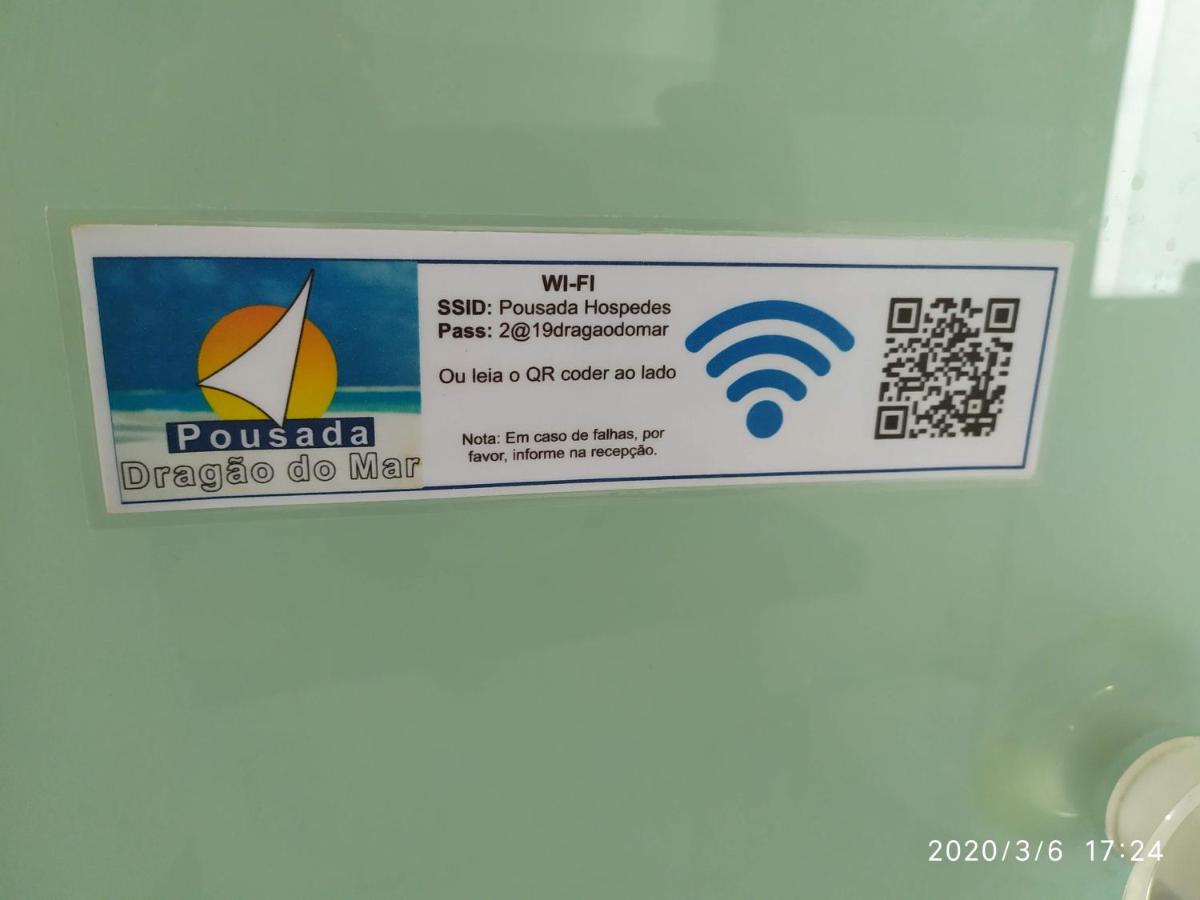 Pousada
Dragão do Mar
WI-FI
SSID: Pousada Hospedes
Pass: 2@19dragaodomar
Ou leia o QR coder ao lado
Nota: Em caso de falhas, por
favor, informe na recepção.
2020/3/6 17:24